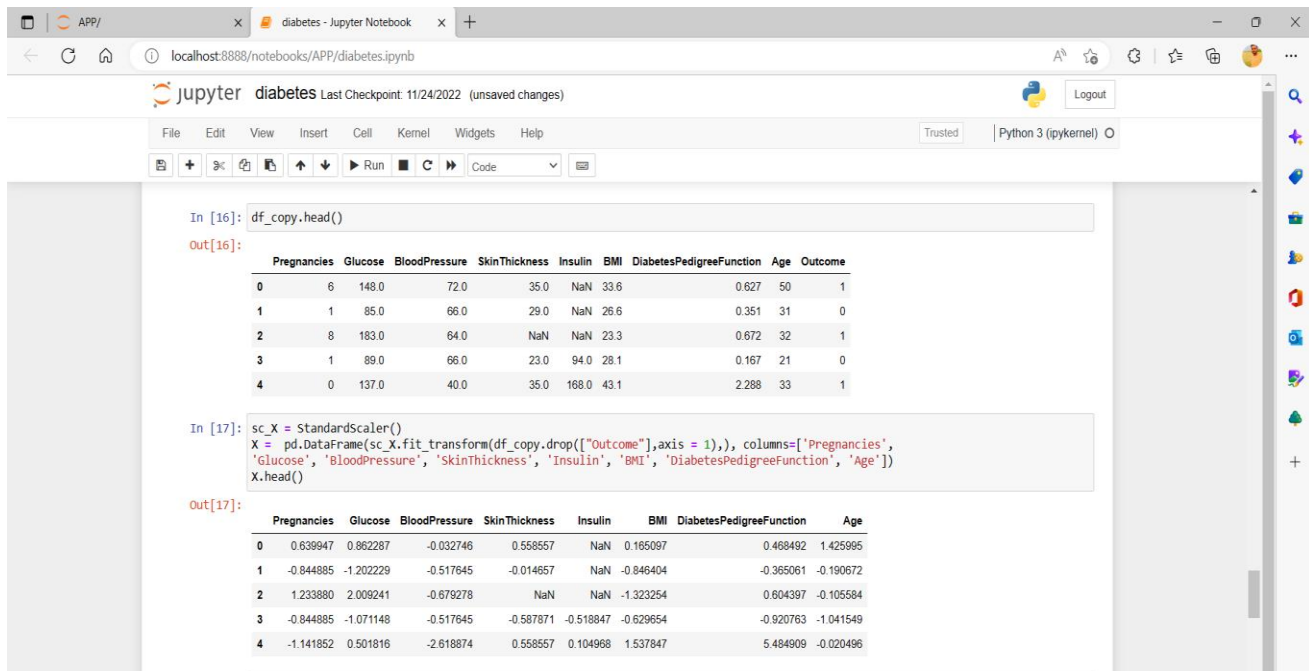 APP/
diabetes - Jupyter Notebook
localhost:8888/notebooks/APP/diabetes.ipynb
jupyter diabetes Last Checkpoint: 11/24/2022 (unsaved changes) Logout
File Edit View Insert Cell Kernel Widgets Help Trusted Python 3 (ipykernel)
Run Code
In [16]: df_copy.head()
Out[16]:
Pregnancies Glucose BloodPressure SkinThickness Insulin BMI DiabetesPedigreeFunction Age Outcome
0 6 148.0 72.0 35.0 NaN 33.6 0.627 50 1
1 1 85.0 66.0 29.0 NaN 26.6 0.351 31 0
2 8 183.0 64.0 NaN NaN 23.3 0.672 32 1
3 1 89.0 66.0 23.0 94.0 28.1 0.167 21 0
4 0 137.0 40.0 35.0 168.0 43.1 2.288 33 1
In [17]: sc_X = StandardScaler()
X = pd.DataFrame(sc_X.fit_transform(df_copy.drop(["Outcome"],axis = 1),), columns=['Pregnancies',
'Glucose', 'BloodPressure', 'SkinThickness', 'Insulin', 'BMI', 'DiabetesPedigreeFunction', 'Age'])
X.head()
Out[17]:
Pregnancies Glucose BloodPressure SkinThickness Insulin BMI DiabetesPedigreeFunction Age
0 0.639947 0.862287 -0.032746 0.558557 NaN 0.165097 0.468492 1.425995
1 -0.844885 -1.202229 -0.517645 -0.014657 NaN -0.846404 -0.365061 -0.190672
2 1.233880 2.009241 -0.679278 NaN NaN -1.323254 0.604397 -0.105584
3 -0.844885 -1.071148 -0.517645 -0.587871 -0.518847 -0.629654 -0.920763 -1.041549
4 -1.141852 0.501816 -2.618874 0.558557 0.104968 1.537847 5.484909 -0.020496